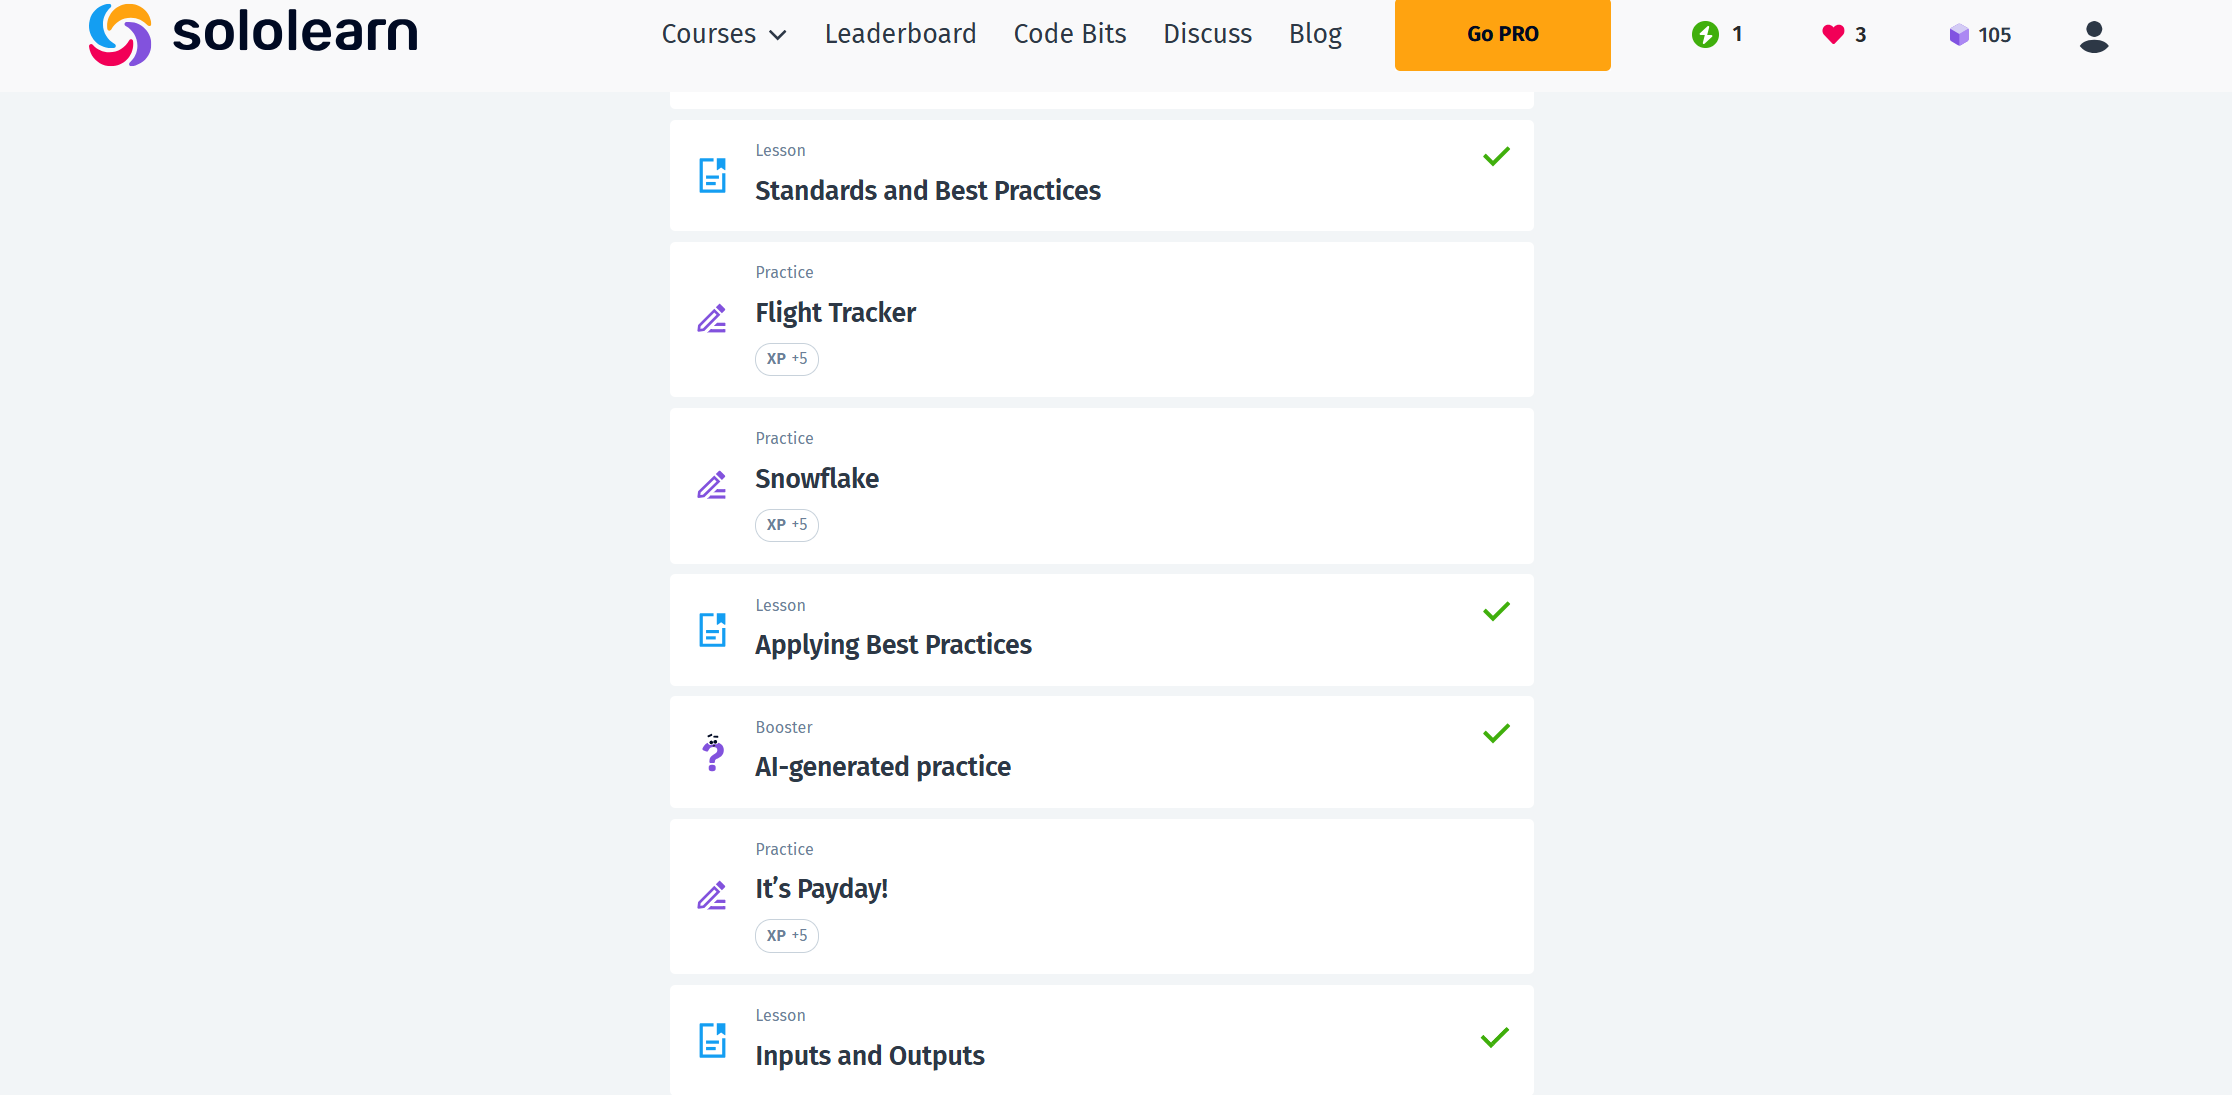 sololearn
Courses Leaderboard Code Bits Discuss Blog Go PRO 1 3 105
Lesson
Standards and Best Practices
Practice
Flight Tracker
XP +5
Practice
Snowflake
XP +5
Lesson
Applying Best Practices
Booster
AI-generated practice
Practice
It’s Payday!
XP +5
Lesson
Inputs and Outputs